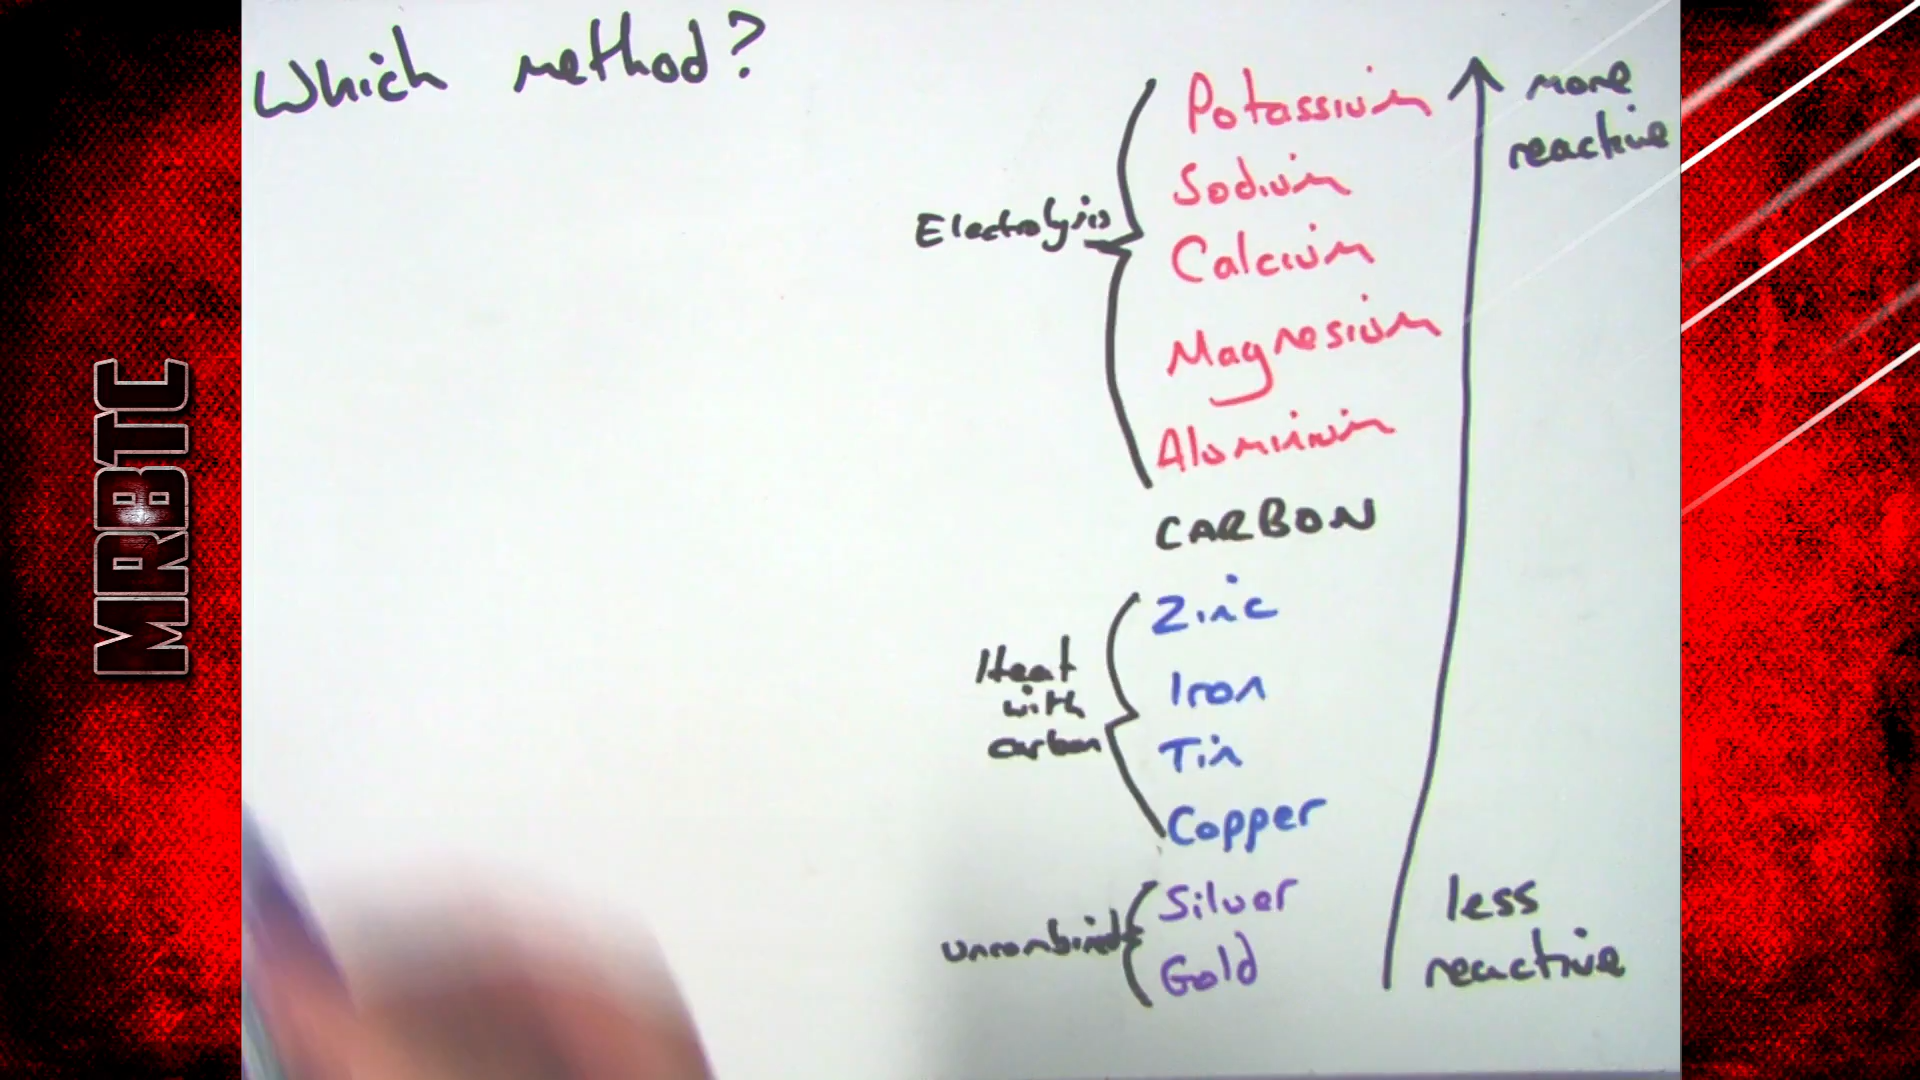 Which method?
Potassium
Sodium
Calcium
Magnesium
Aluminium
CARBON
Zinc
Iron
Tin
Copper
Silver
Gold
Electrolysis
Heat
with
carbon
uncombined
more
reactive
less
reactive
MRBTC